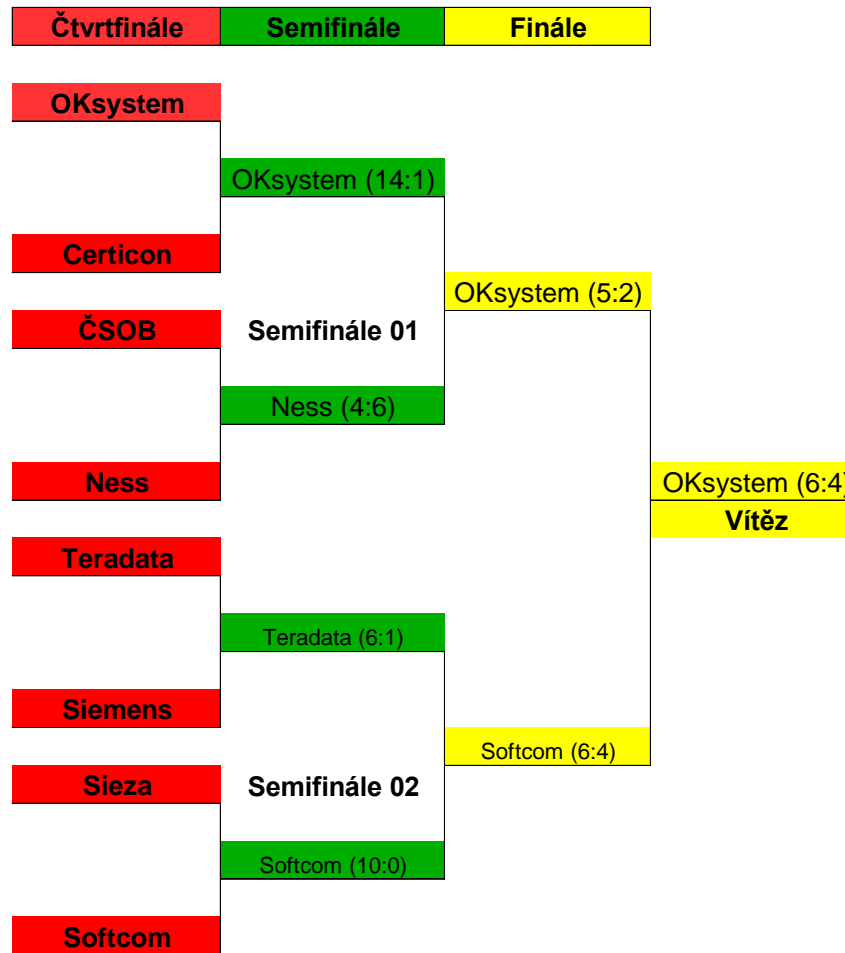 Čtvrtfinále Semifinále Finále
OKsystem
OKsystem (14:1)
Certicon
OKsystem (5:2)
ČSOB Semifinále 01
Ness (4:6)
Ness OKsystem (6:4)
Vítěz
Teradata
Teradata (6:1)
Siemens
Softcom (6:4)
Sieza Semifinále 02
Softcom (10:0)
Softcom